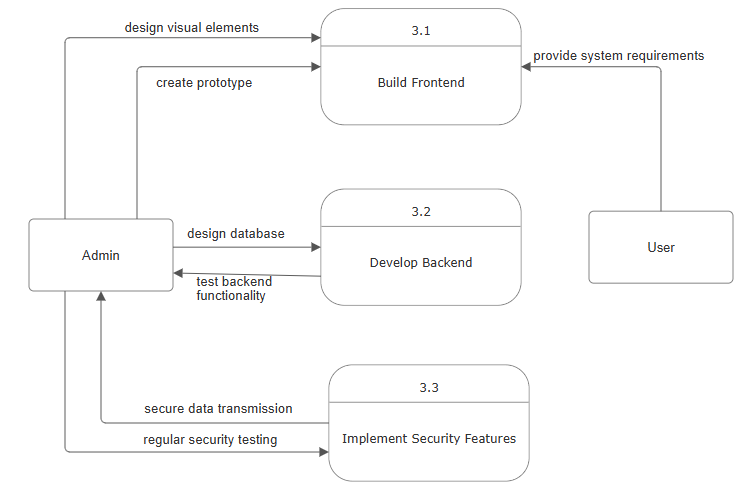 design visual elements
3.1
provide system requirements
create prototype
Build Frontend
3.2
design database
Admin
User
Develop Backend
test backend
functionality
3.3
secure data transmission
regular security testing
Implement Security Features